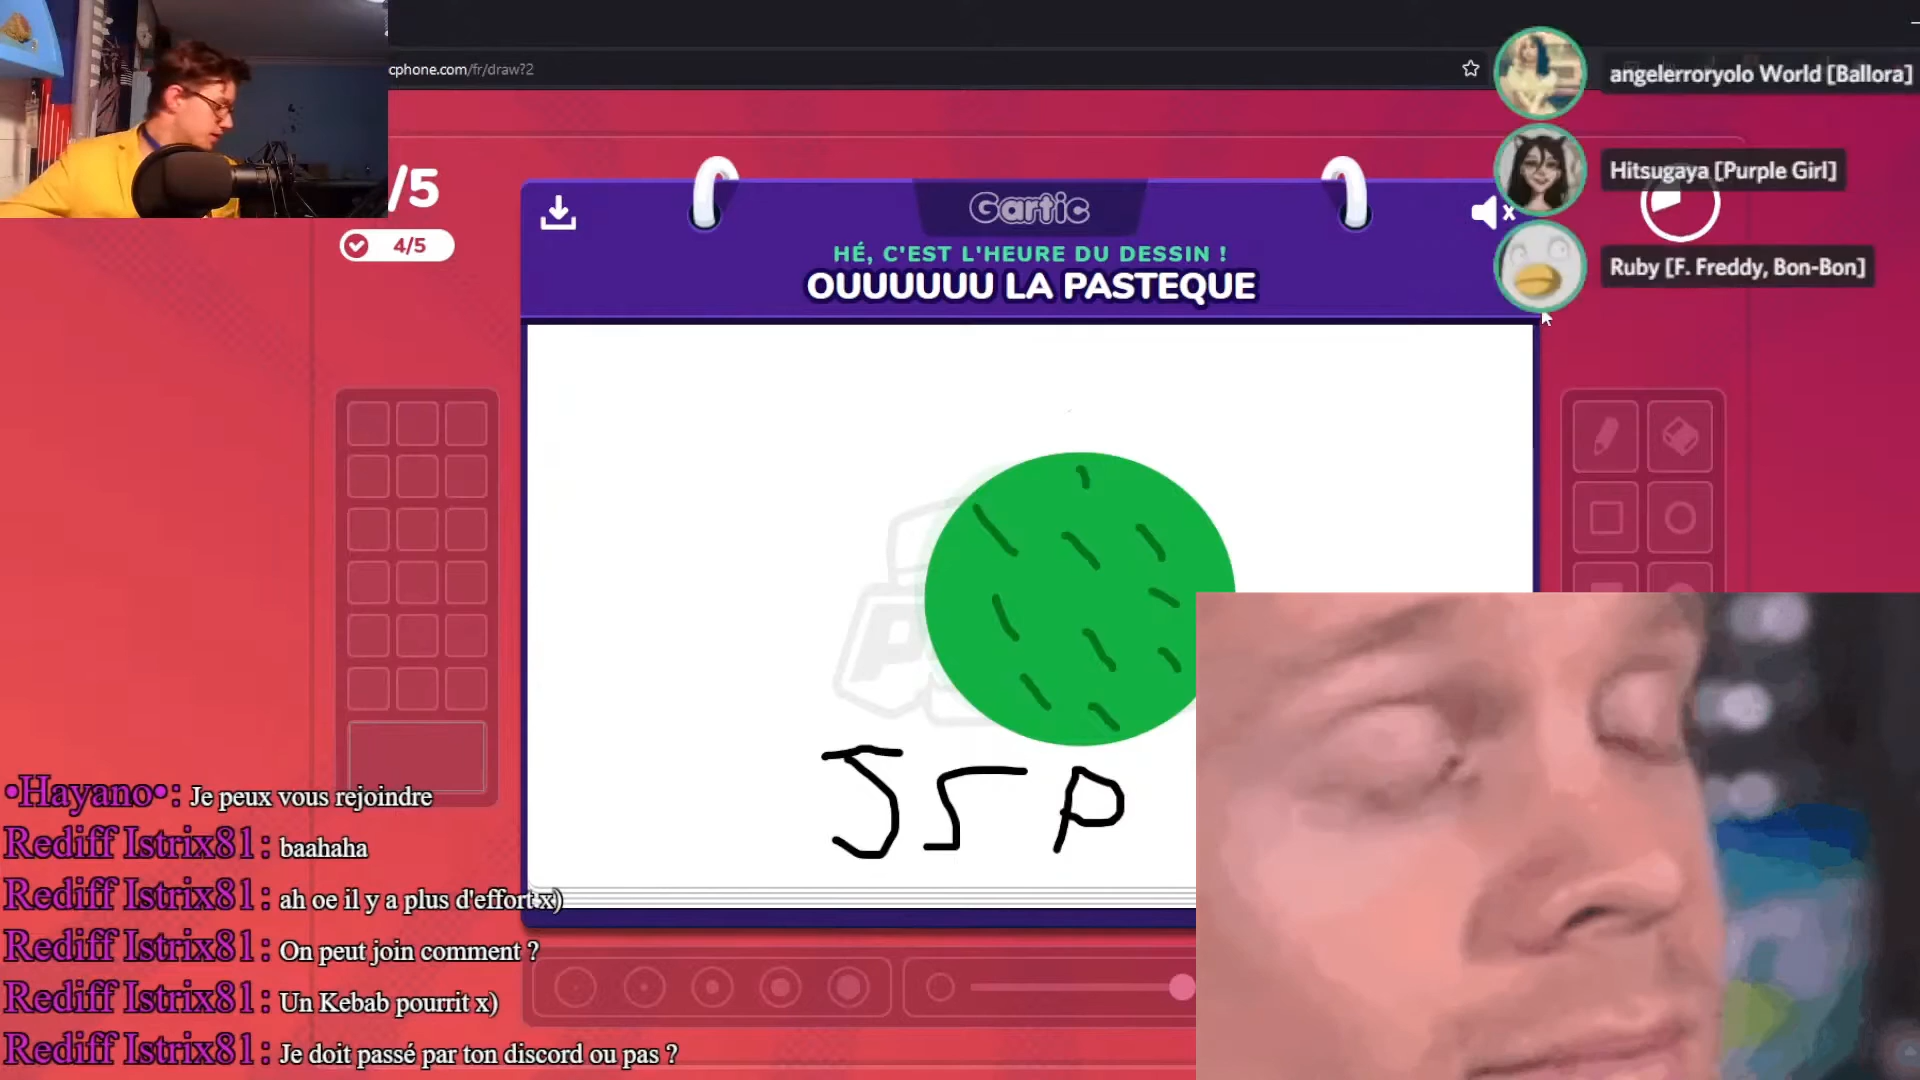 cphone.com/fr/draw?2
angelerroryolo World [Ballora]
Hitsugaya [Purple Girl]
Ruby [F. Freddy, Bon-Bon]
/5
4/5
Gartic
HÉ, C'EST L'HEURE DU DESSIN !
OUUUUUU LA PASTEQUE
JSP
•Hayano•: Je peux vous rejoindre
Rediff Istrix81: baahaha
Rediff Istrix81: ah oe il y a plus d'effort x)
Rediff Istrix81: On peut join comment ?
Rediff Istrix81: Un Kebab pourrit x)
Rediff Istrix81: Je doit passé par ton discord ou pas ?